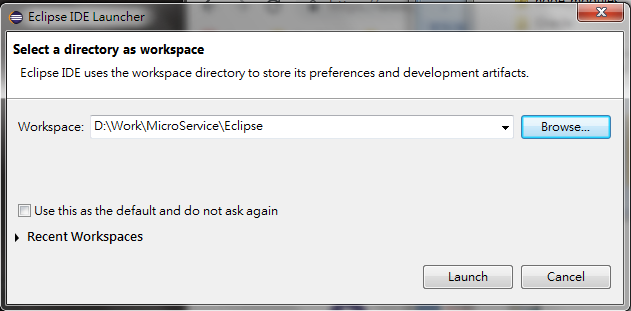 Eclipse IDE Launcher
Select a directory as workspace
Eclipse IDE uses the workspace directory to store its preferences and development artifacts.
Workspace: D:\Work\MicroService\Eclipse Browse...
Use this as the default and do not ask again
Recent Workspaces
Launch Cancel